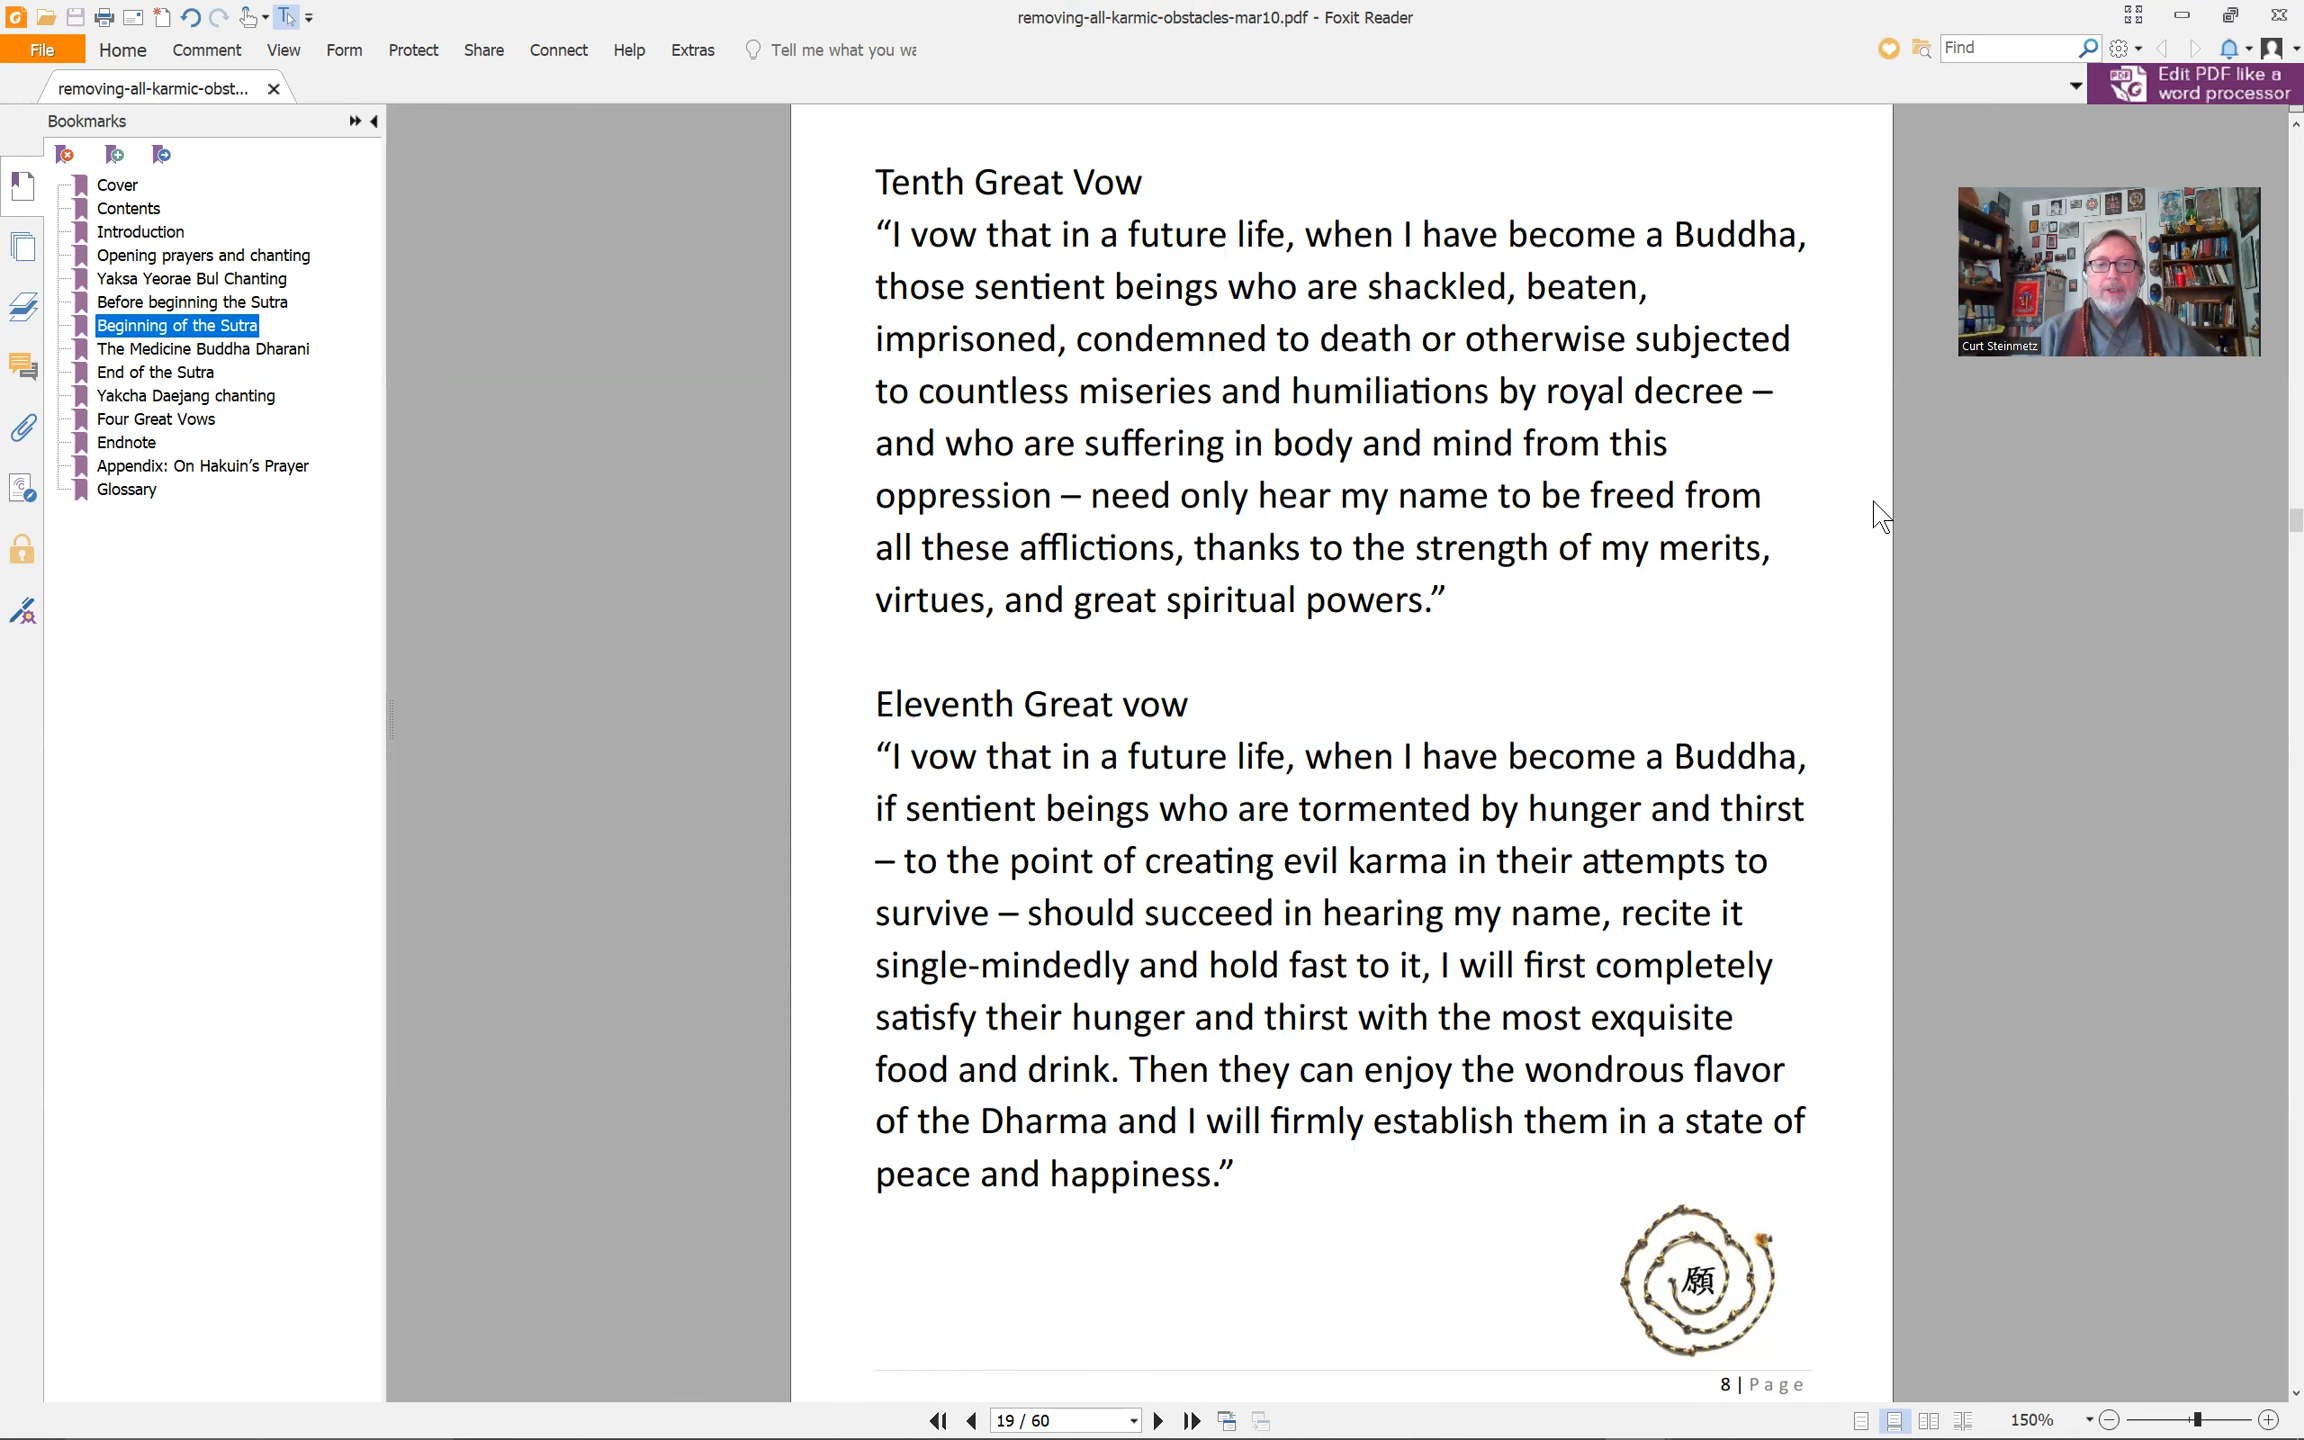 removing-all-karmic-obstacles-mar10.pdf - Foxit Reader
File Home Comment View Form Protect Share Connect Help Extras Tell me what you wa
Find
removing-all-karmic-obst...
Edit PDF like a
word processor
Bookmarks
Cover
Contents
Introduction
Opening prayers and chanting
Yaksa Yeorae Bul Chanting
Before beginning the Sutra
Beginning of the Sutra
The Medicine Buddha Dharani
End of the Sutra
Yakcha Daejang chanting
Four Great Vows
Endnote
Appendix: On Hakuin’s Prayer
Glossary
Tenth Great Vow
“I vow that in a future life, when I have become a Buddha,
those sentient beings who are shackled, beaten,
imprisoned, condemned to death or otherwise subjected
to countless miseries and humiliations by royal decree –
and who are suffering in body and mind from this
oppression – need only hear my name to be freed from
all these afflictions, thanks to the strength of my merits,
virtues, and great spiritual powers.”
Eleventh Great vow
“I vow that in a future life, when I have become a Buddha,
if sentient beings who are tormented by hunger and thirst
– to the point of creating evil karma in their attempts to
survive – should succeed in hearing my name, recite it
single-mindedly and hold fast to it, I will first completely
satisfy their hunger and thirst with the most exquisite
food and drink. Then they can enjoy the wondrous flavor
of the Dharma and I will firmly establish them in a state of
peace and happiness.”
願
8 | Page
Curt Steinmetz
19 / 60
150%